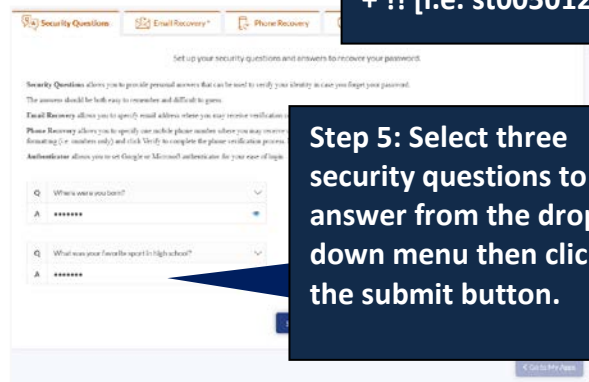 + !! [i.e. st005012
Security Questions
Email Recovery*
Phone Recovery
Set up your security questions and answers to recover your password.
Security Questions allows you to provide personal answers that can be used to verify your identity in case you forget your password.
The answers should be both easy to remember and difficult to guess.
Email Recovery allows you to specify email address where you may receive verification
Phone Recovery allows you to specify one mobile phone number where you may receive
formatting (i.e. numbers only) and click Verify to complete the phone verification process.
Authenticator allows you to set Google or Microsoft authenticator for your ease of login
Q Where were you born?
A •••••••
Q What was your favorite sport in high school?
A •••••••
Step 5: Select three
security questions to
answer from the drop
down menu then clic
the submit button.
< Go to My Apps